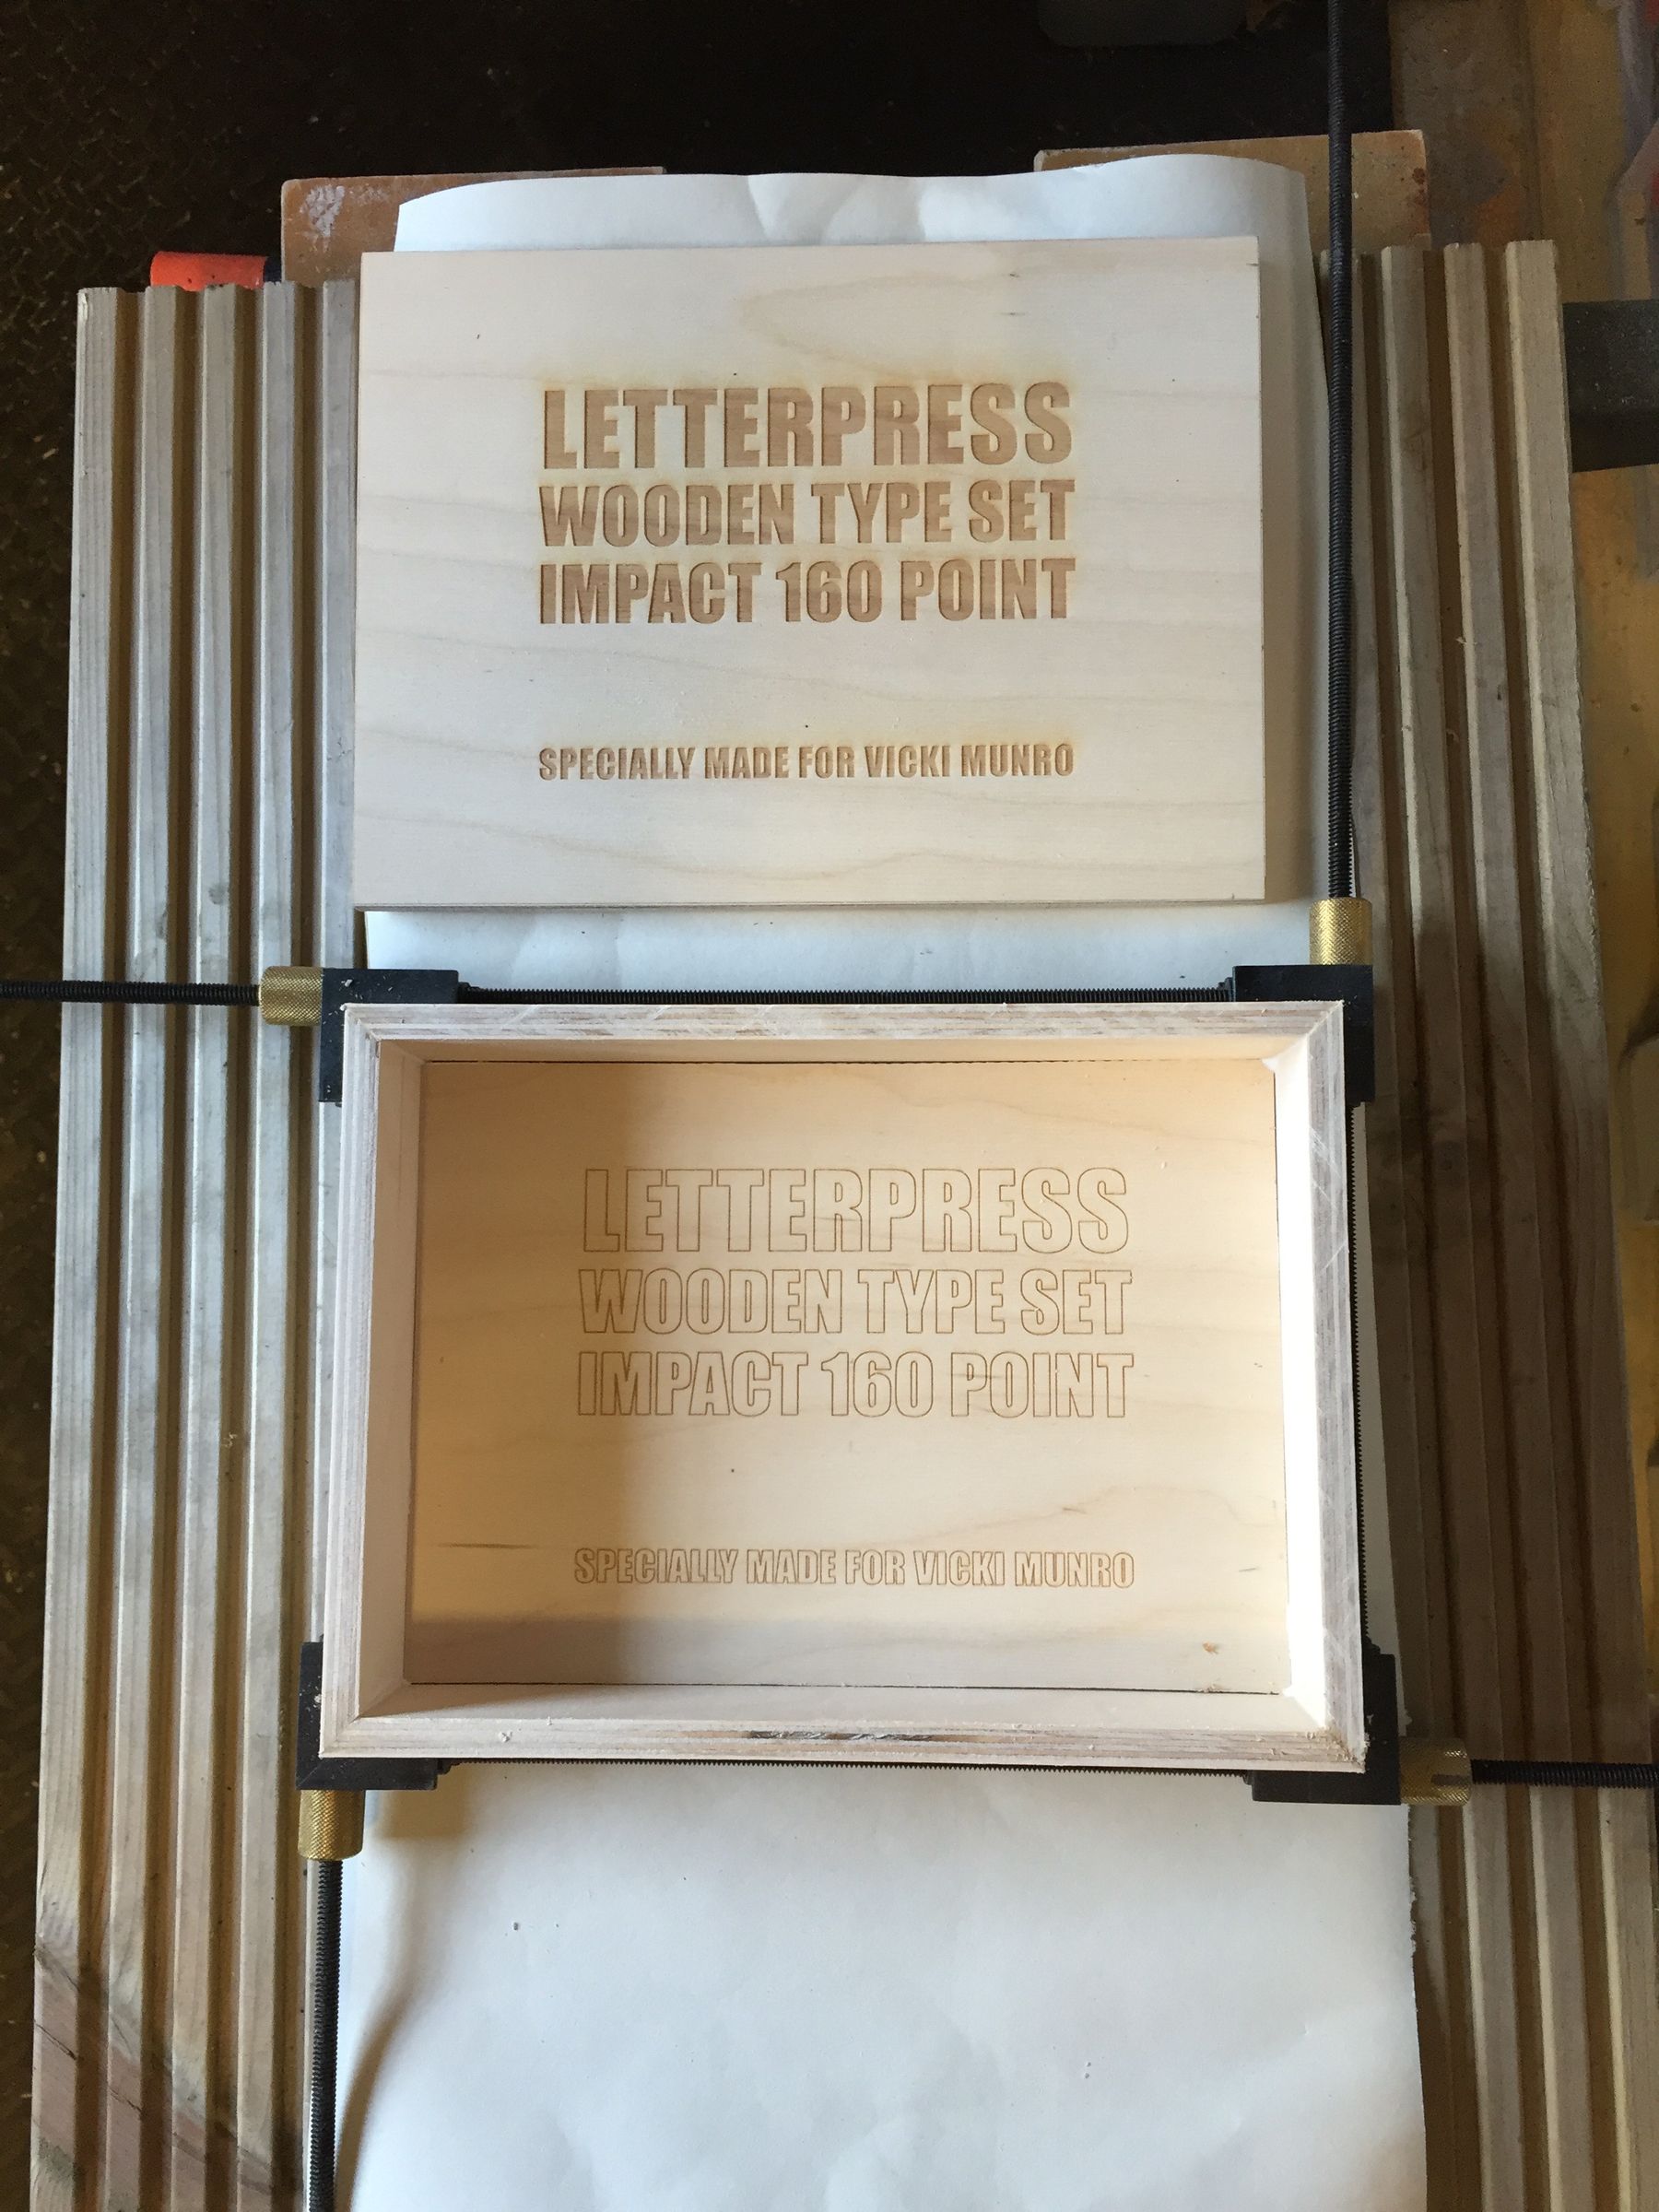 LETTERPRESS
WOODEN TYPE SET
IMPACT 160 POINT
SPECIALLY MADE FOR VICKI MUNRO
LETTERPRESS
WOODEN TYPE SET
IMPACT 160 POINT
SPECIALLY MADE FOR VICKI MUNRO